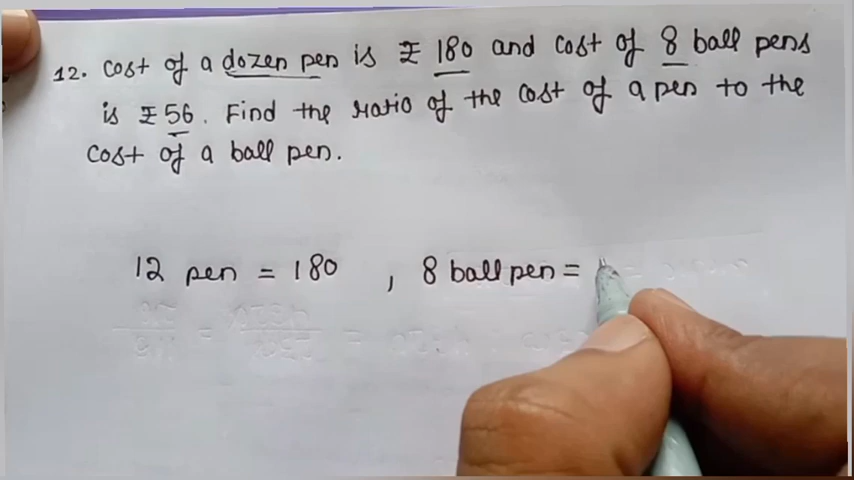 12. Cost of a dozen pen is ₹ 180 and cost of 8 ball pens
is ₹ 56. Find the ratio of the cost of a pen to the
cost of a ball pen.
12 pen = 180 , 8 ball pen =